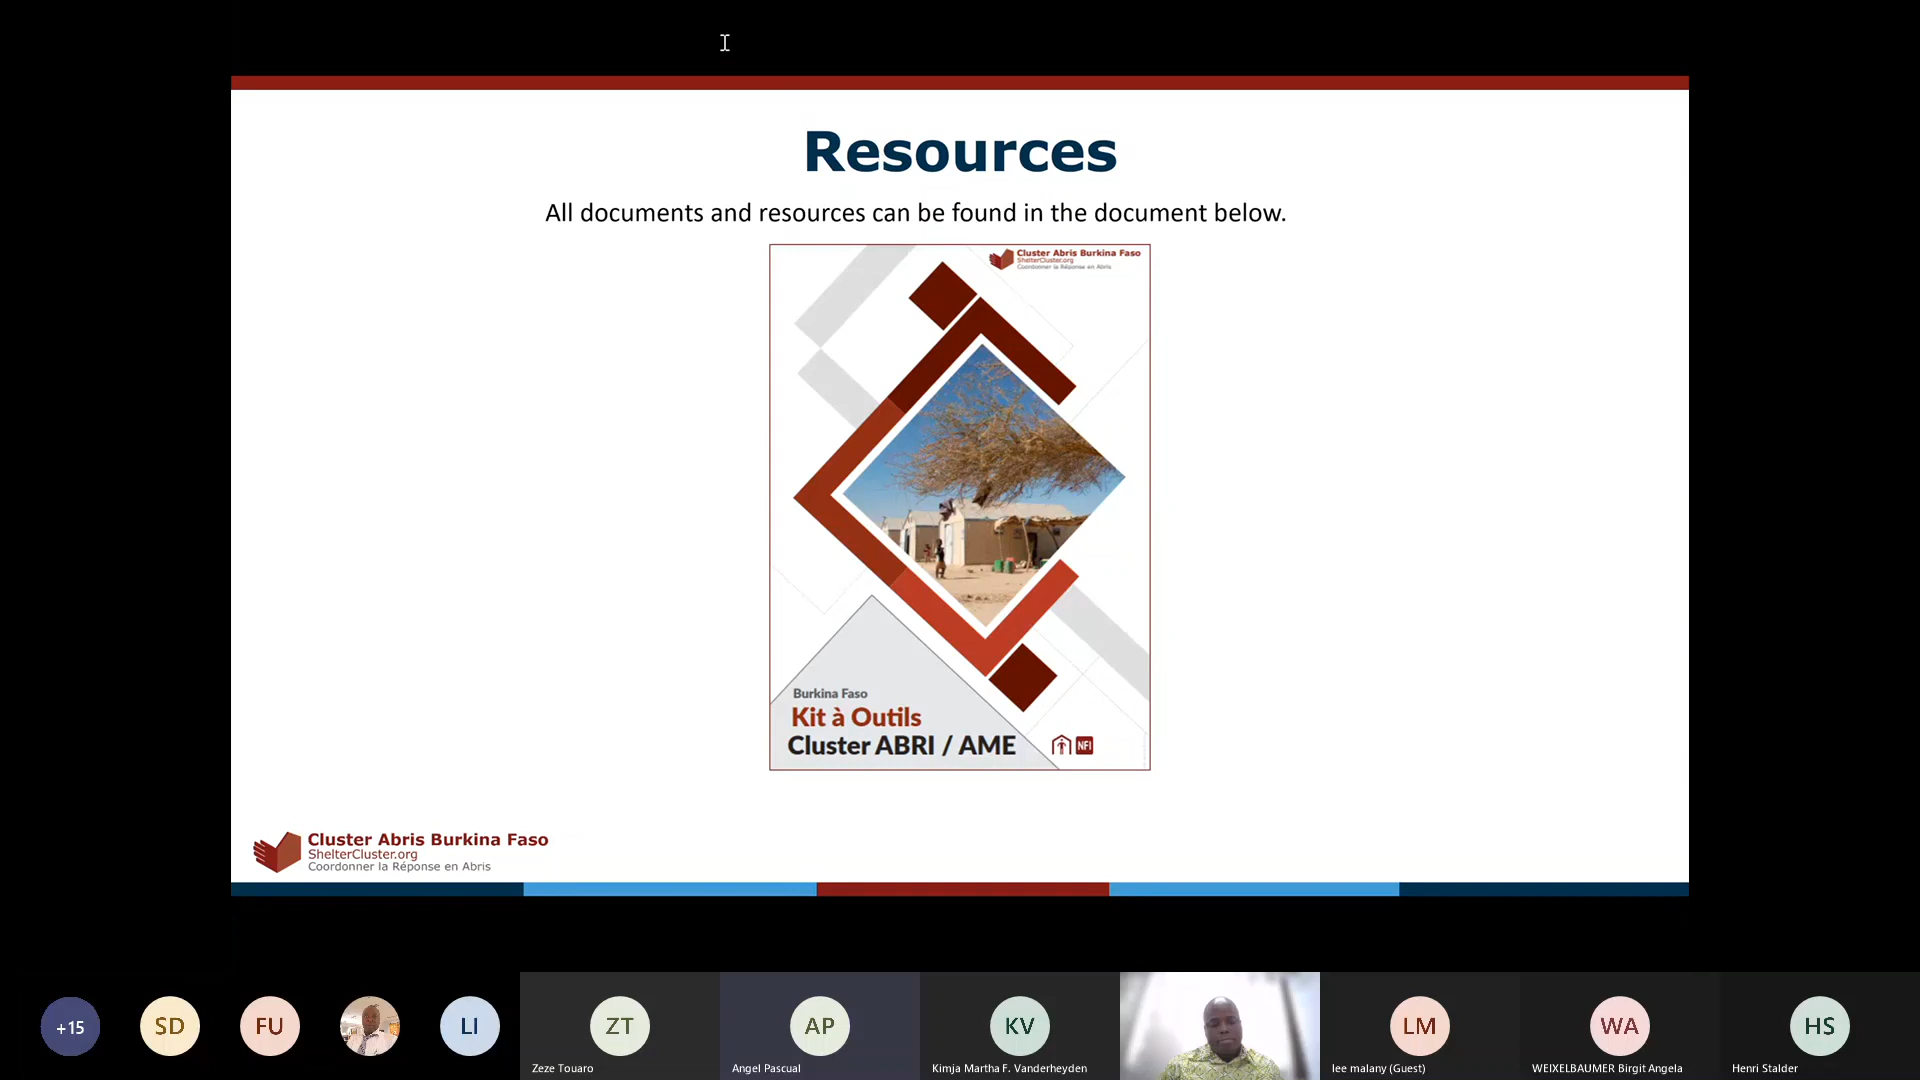 Resources
All documents and resources can be found in the document below.
Cluster Abris Burkina Faso
ShelterCluster.org
Coordonner la Réponse en Abris
Burkina Faso
Kit à Outils
Cluster ABRI / AME
NFI
Cluster Abris Burkina Faso
ShelterCluster.org
Coordonner la Réponse en Abris
+15
SD
FU
LI
ZT
Zeze Touaro
AP
Angel Pascual
KV
Kimja Martha F. Vanderheyden
LM
lee malany (Guest)
WA
WEIXELBAUMER Birgit Angela
HS
Henri Stalder